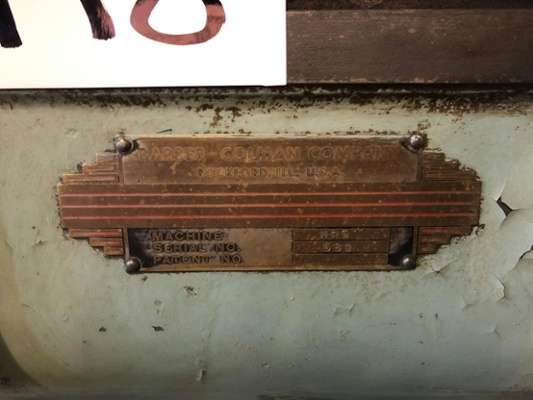 BARBER-COLMAN COMPANY
ROCKFORD, ILL., U.S.A.
MACHINE
SERIAL NO.
PATENT NO.